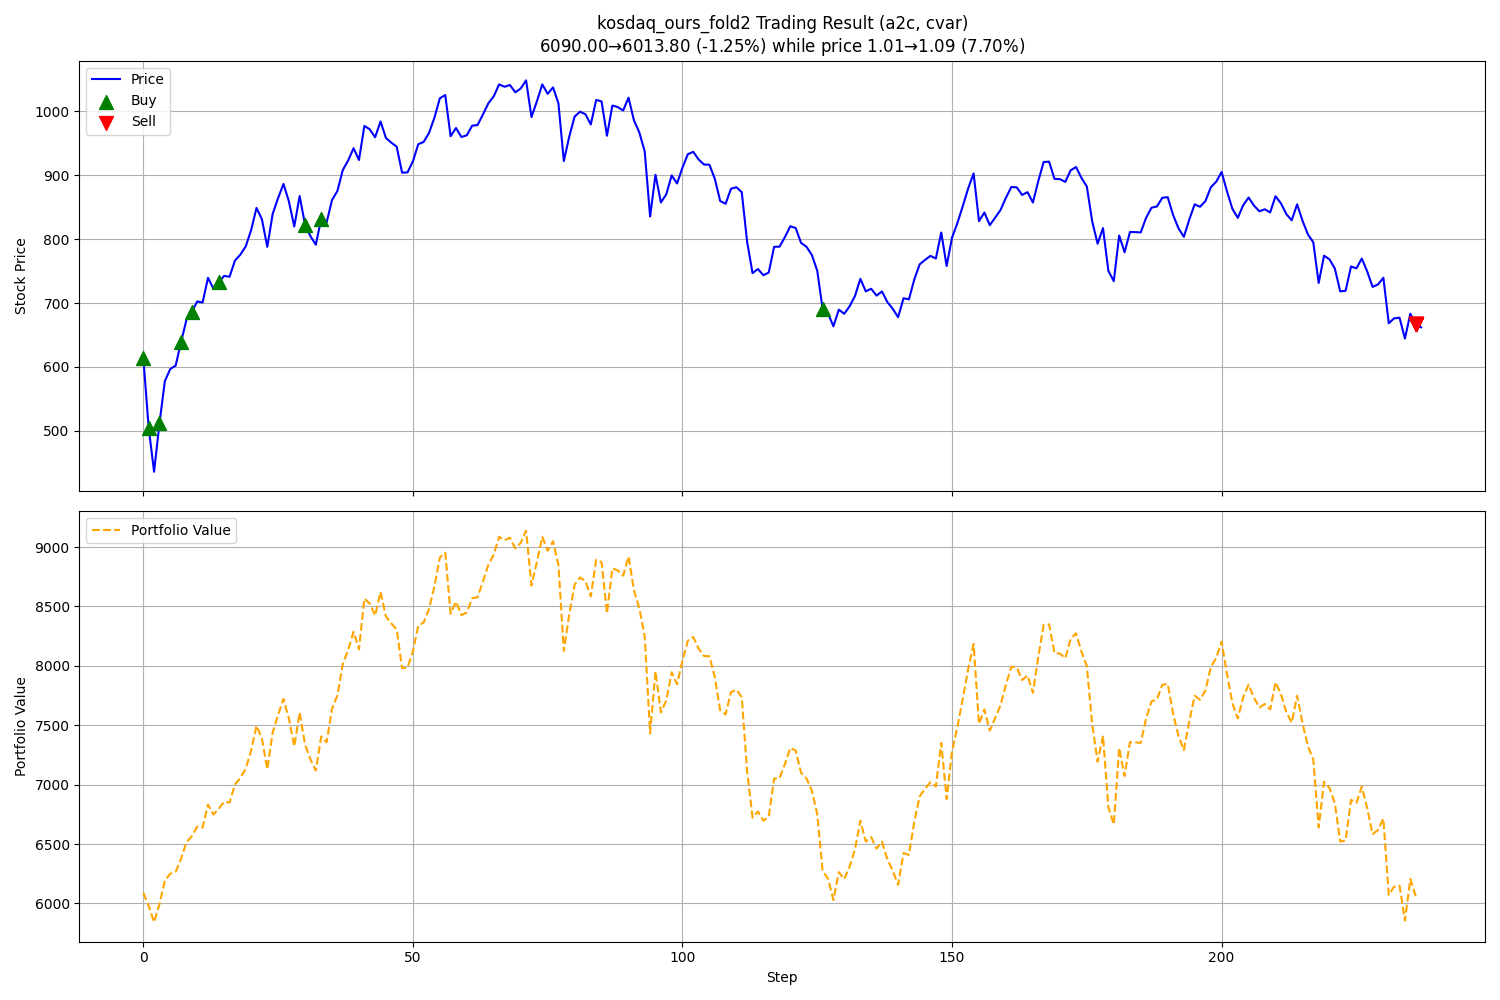 kosdaq_ours_fold2 Trading Result (a2c, cvar)
6090.00→6013.80 (-1.25%) while price 1.01→1.09 (7.70%)
Price
Buy
Sell
1000
900
800
700
600
500
Stock Price
Portfolio Value
9000
8500
8000
7500
7000
6500
6000
Portfolio Value
0
50
100
150
200
Step